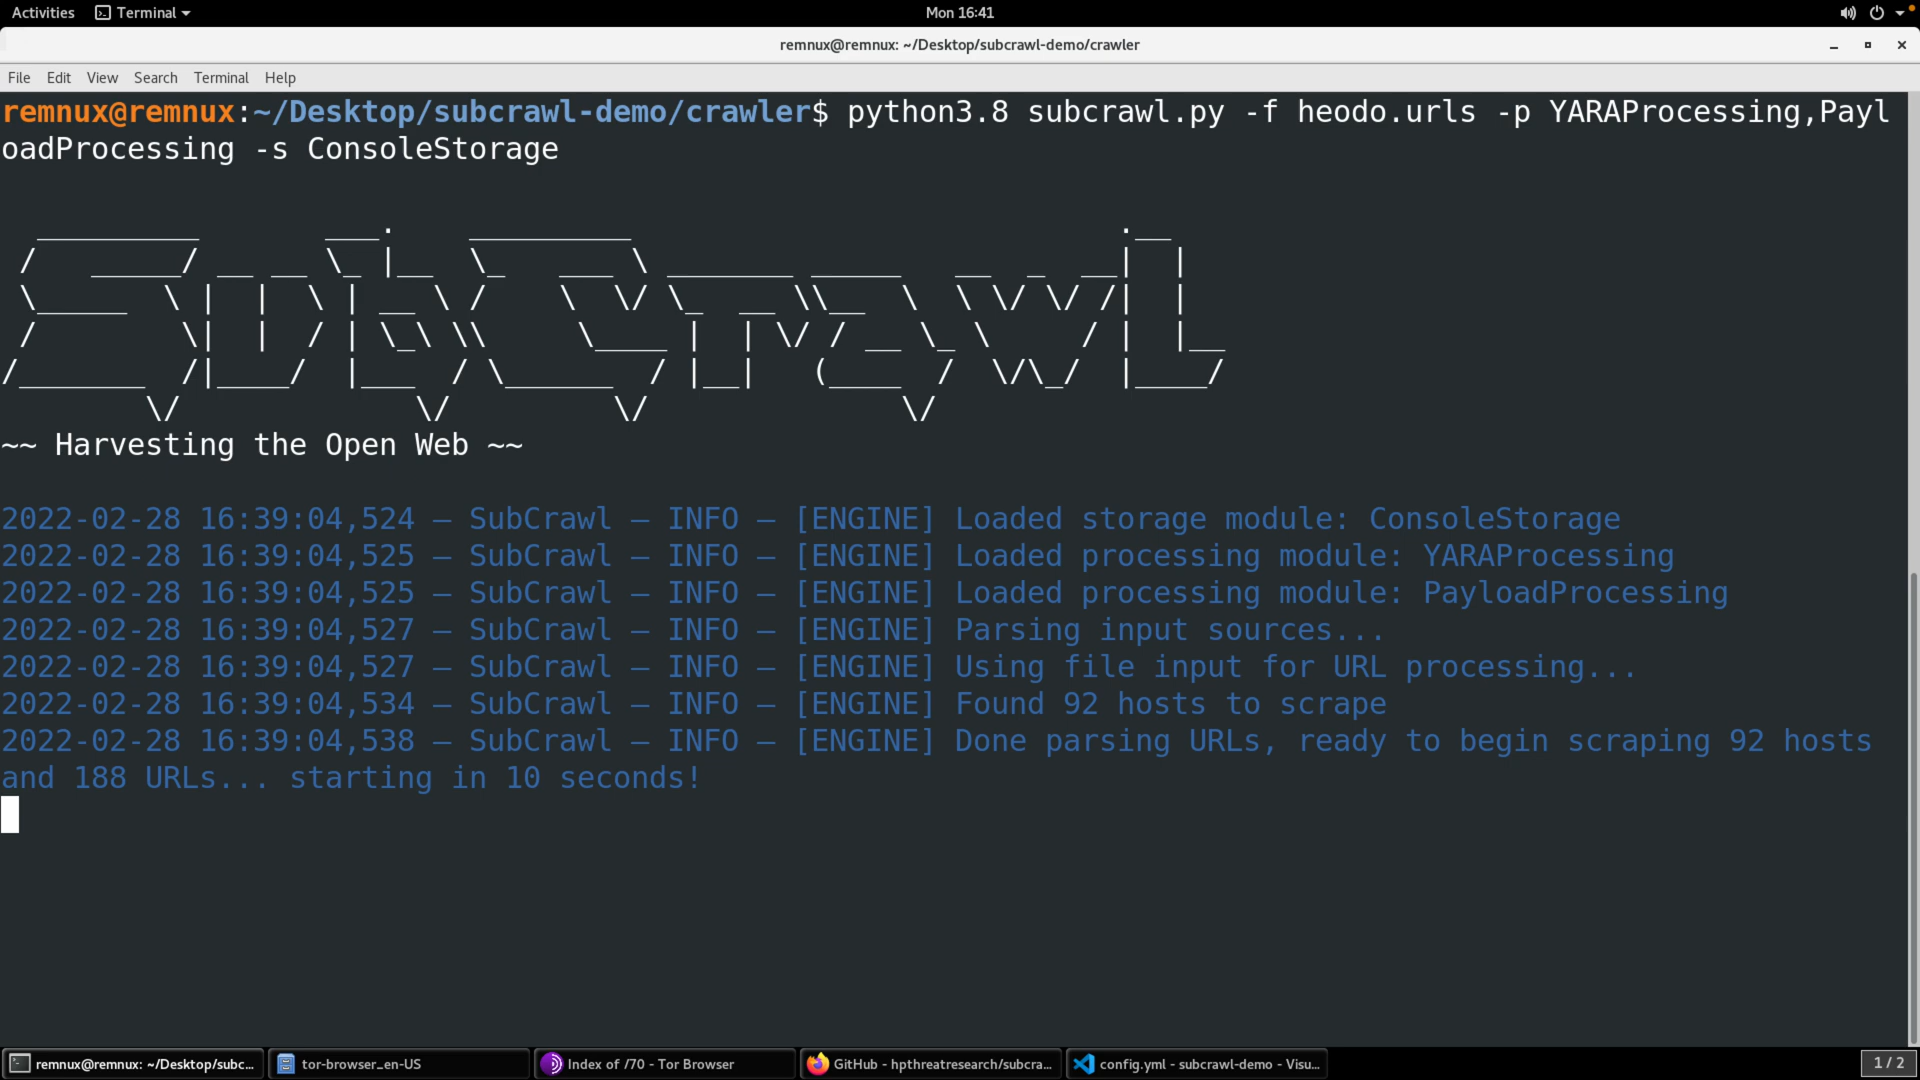 Activities Terminal Mon 16:41
remnux@remnux: ~/Desktop/subcrawl-demo/crawler
File Edit View Search Terminal Help
remnux@remnux:~/Desktop/subcrawl-demo/crawler$ python3.8 subcrawl.py -f heodo.urls -p YARAProcessing,Payl
oadProcessing -s ConsoleStorage
SubCrawl
~~ Harvesting the Open Web ~~
2022-02-28 16:39:04,524 – SubCrawl – INFO – [ENGINE] Loaded storage module: ConsoleStorage
2022-02-28 16:39:04,525 – SubCrawl – INFO – [ENGINE] Loaded processing module: YARAProcessing
2022-02-28 16:39:04,525 – SubCrawl – INFO – [ENGINE] Loaded processing module: PayloadProcessing
2022-02-28 16:39:04,527 – SubCrawl – INFO – [ENGINE] Parsing input sources...
2022-02-28 16:39:04,527 – SubCrawl – INFO – [ENGINE] Using file input for URL processing...
2022-02-28 16:39:04,534 – SubCrawl – INFO – [ENGINE] Found 92 hosts to scrape
2022-02-28 16:39:04,538 – SubCrawl – INFO – [ENGINE] Done parsing URLs, ready to begin scraping 92 hosts
and 188 URLs... starting in 10 seconds!
remnux@remnux: ~/Desktop/subc... tor-browser_en-US Index of /70 - Tor Browser GitHub - hpthreatresearch/subcra... config.yml - subcrawl-demo - Visu... 1 / 2